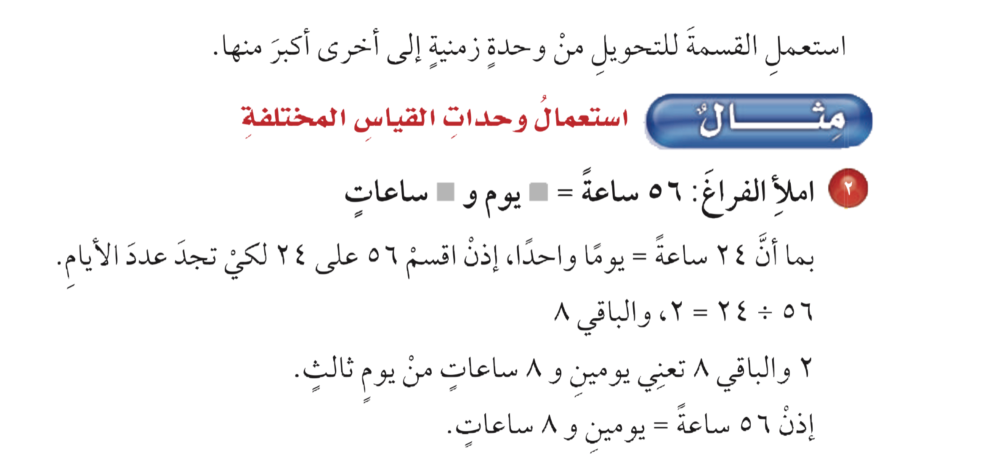 استعملِ القسمةَ للتحويلِ منْ وحدةٍ زمنيةٍ إلى أخرى أكبرَ منها.
مِثـــالٌ استعمالُ وحداتِ القياسِ المختلفةِ
٢ املأِ الفراغَ: ٥٦ ساعةً = ■ يوم و ■ ساعاتٍ
بما أنَّ ٢٤ ساعةً = يومًا واحدًا، إذنْ اقسمْ ٥٦ على ٢٤ لكيْ تجدَ عددَ الأيامِ.
٥٦ ÷ ٢٤ = ٢، والباقي ٨
٢ والباقي ٨ تعنِي يومينِ و ٨ ساعاتٍ منْ يومٍ ثالثٍ.
إذنْ ٥٦ ساعةً = يومينِ و ٨ ساعاتٍ.